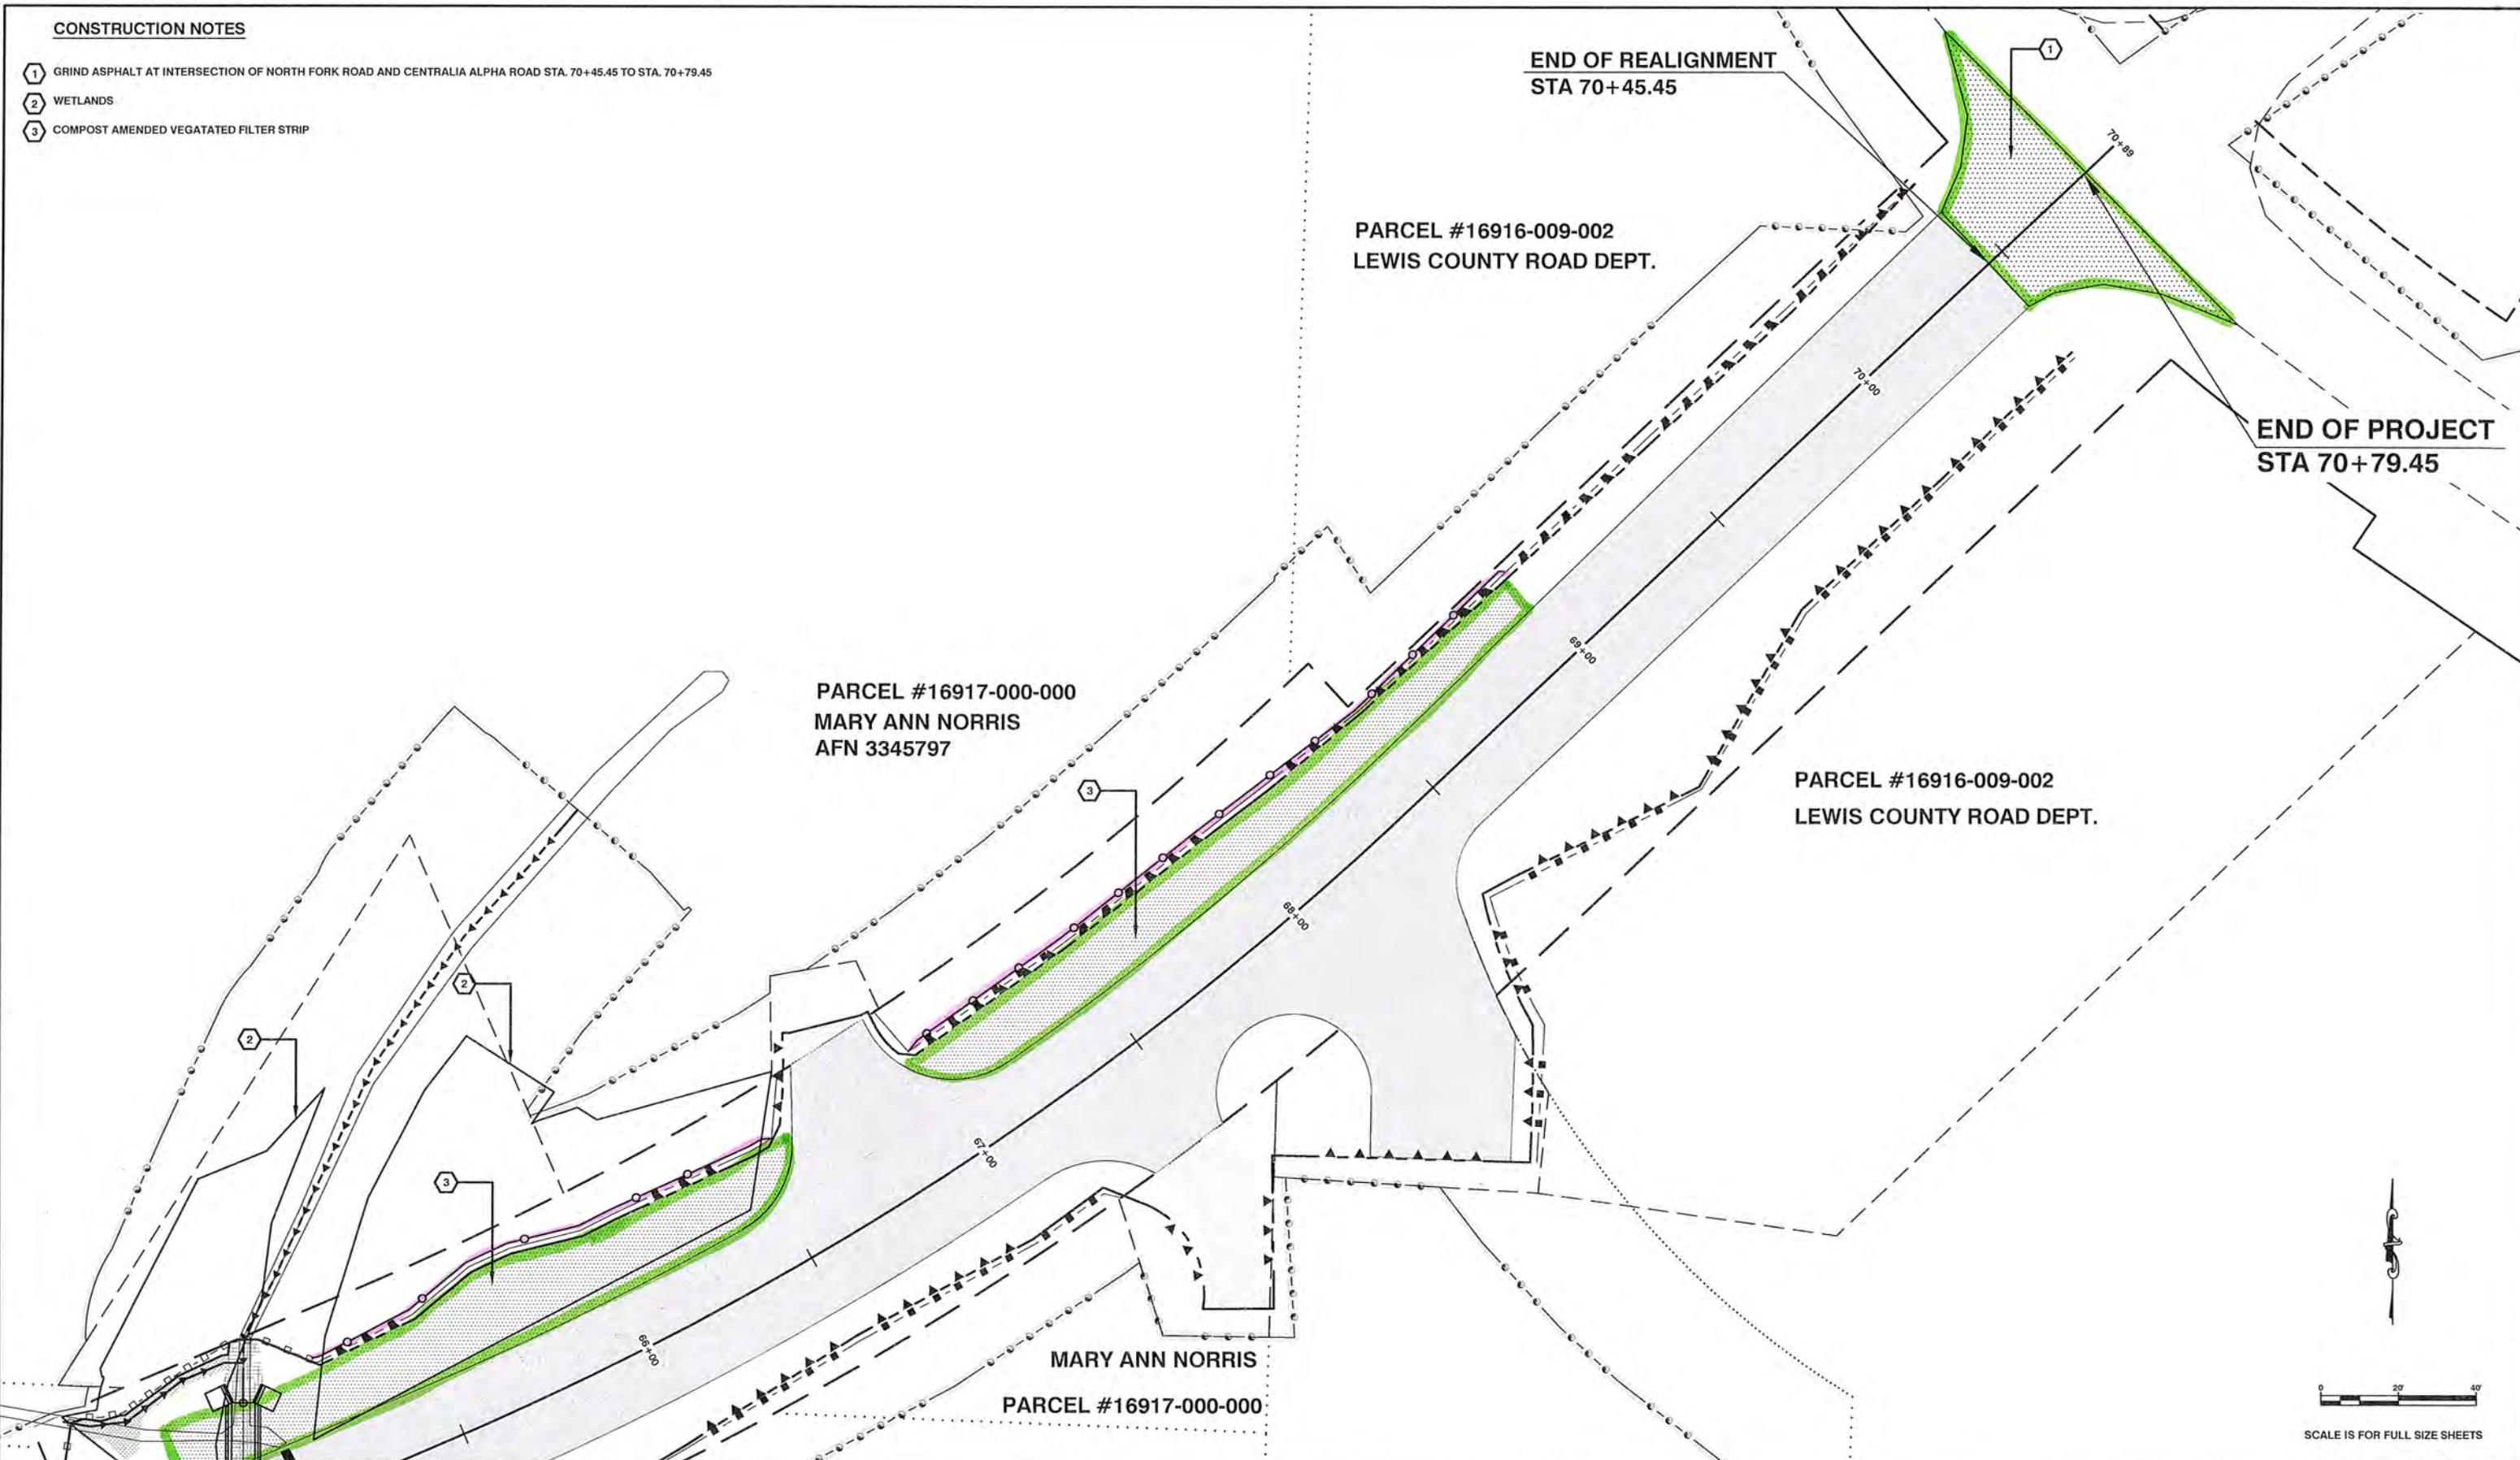 CONSTRUCTION NOTES
1 GRIND ASPHALT AT INTERSECTION OF NORTH FORK ROAD AND CENTRALIA ALPHA ROAD STA. 70+45.45 TO STA. 70+79.45
2 WETLANDS
3 COMPOST AMENDED VEGATATED FILTER STRIP
END OF REALIGNMENT
STA 70+45.45
1
70+89
PARCEL #16916-009-002
LEWIS COUNTY ROAD DEPT.
70+00
END OF PROJECT
STA 70+79.45
69+00
PARCEL #16917-000-000
MARY ANN NORRIS
AFN 3345797
3
PARCEL #16916-009-002
LEWIS COUNTY ROAD DEPT.
68+00
2
2
67+00
3
66+00
MARY ANN NORRIS
PARCEL #16917-000-000
0 20' 40'
SCALE IS FOR FULL SIZE SHEETS